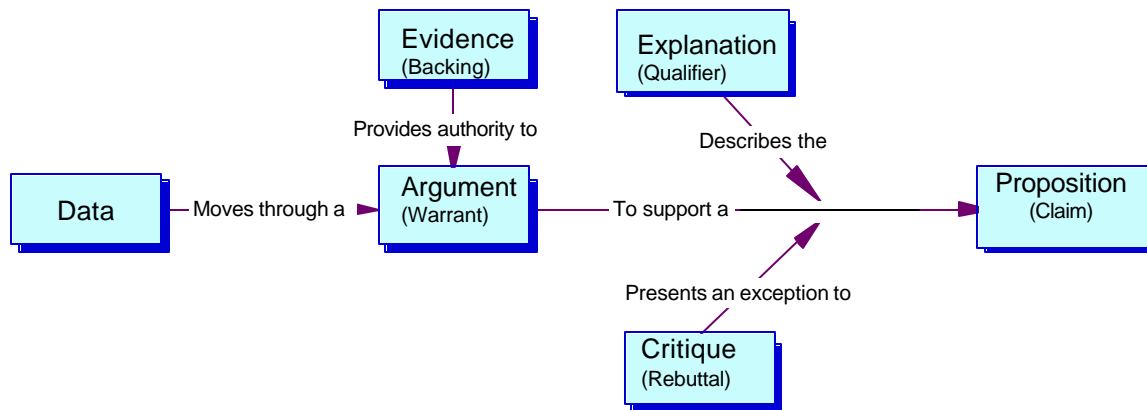 Evidence
(Backing)
Explanation
(Qualifier)
Provides authority to
Describes the
Data
Moves through a
Argument
(Warrant)
To support a
Proposition
(Claim)
Presents an exception to
Critique
(Rebuttal)